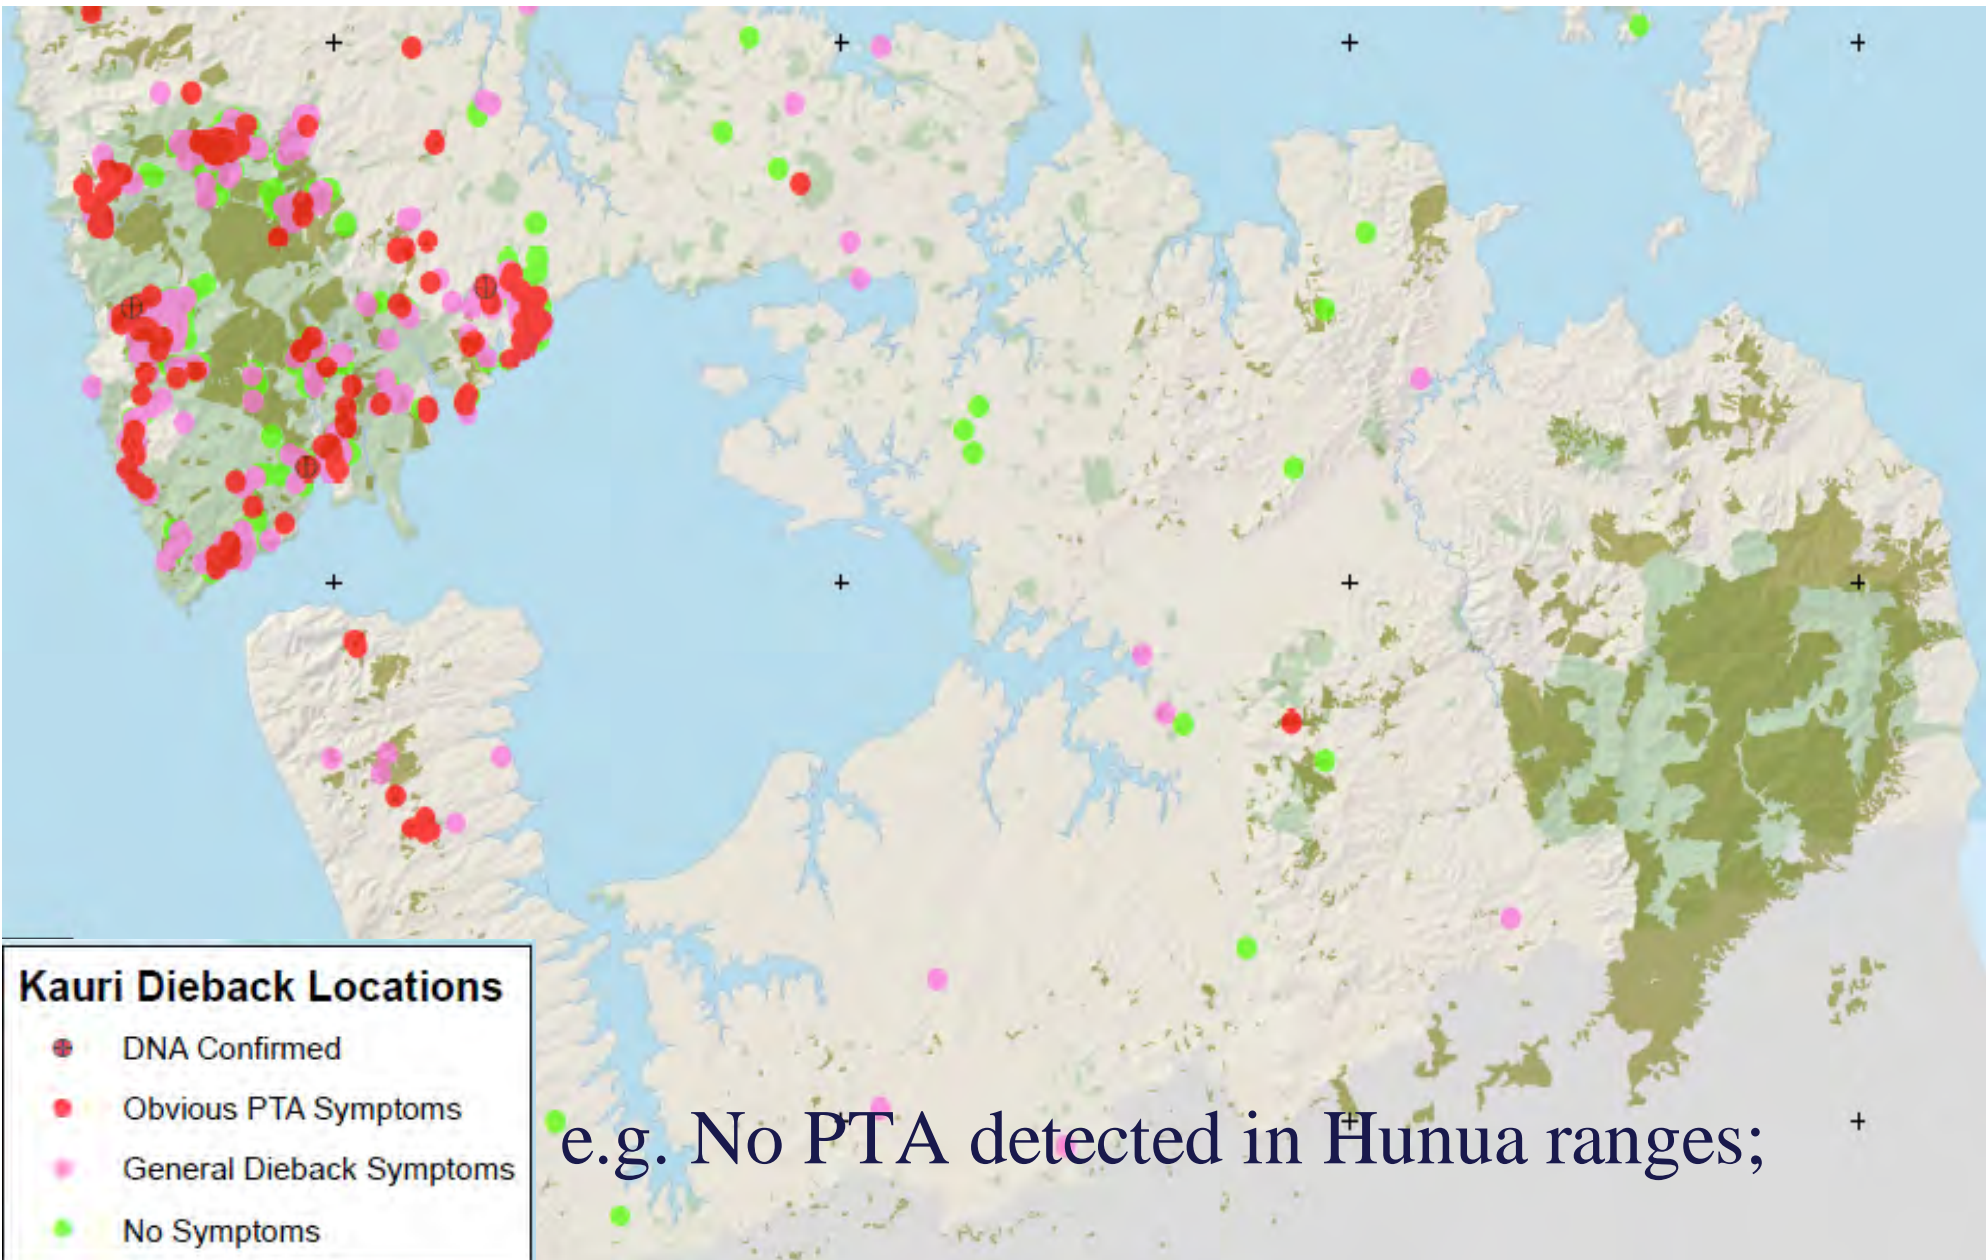 Kauri Dieback Locations
DNA Confirmed
Obvious PTA Symptoms
General Dieback Symptoms
No Symptoms
e.g. No PTA detected in Hunua ranges;